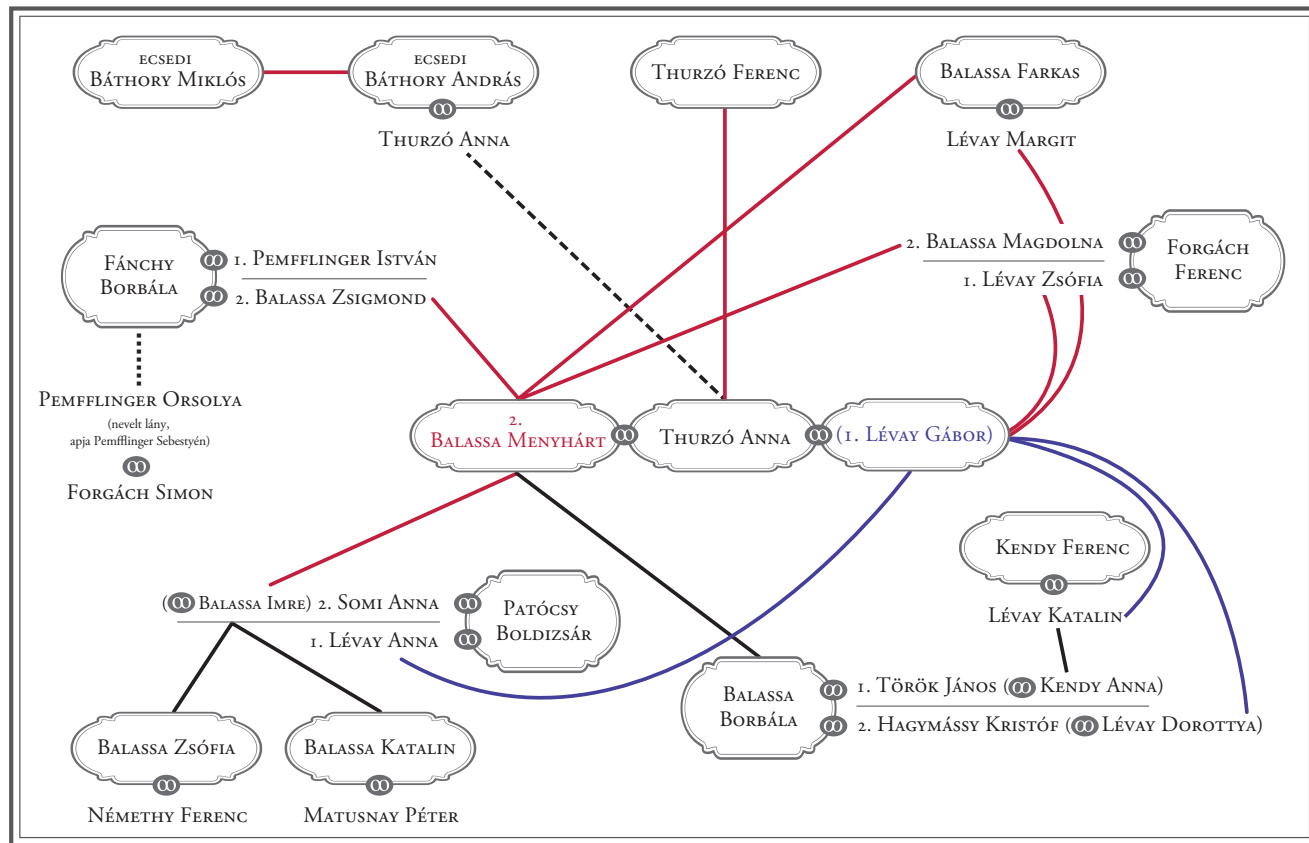 ECSEDI
BÁTHORY MIKLÓS
ECSEDI
BÁTHORY ANDRÁS
THURZÓ FERENC
BALASSA FARKAS
THURZÓ ANNA
LÉVAY MARGIT
FÁNCHY
BORBÁLA
1. PEMFFLINGER ISTVÁN
2. BALASSA ZSIGMOND
2. BALASSA MAGDOLNA
1. LÉVAY ZSÓFIA
FORGÁCH
FERENC
PEMFFLINGER ORSOLYA
(nevelt lány,
apja Pemfflinger Sebestyén)
FORGÁCH SIMON
2.
BALASSA MENYHÁRT
THURZÓ ANNA
(1. LÉVAY GÁBOR)
KENDY FERENC
LÉVAY KATALIN
(ꝏ BALASSA IMRE) 2. SOMI ANNA
1. LÉVAY ANNA
PATÓCSY
BOLDIZSÁR
BALASSA
BORBÁLA
1. TÖRÖK JÁNOS (ꝏ KENDY ANNA)
2. HAGYMÁSSY KRISTÓF (ꝏ LÉVAY DOROTTYA)
BALASSA ZSÓFIA
BALASSA KATALIN
NÉMETHY FERENC
MATUSNAY PÉTER